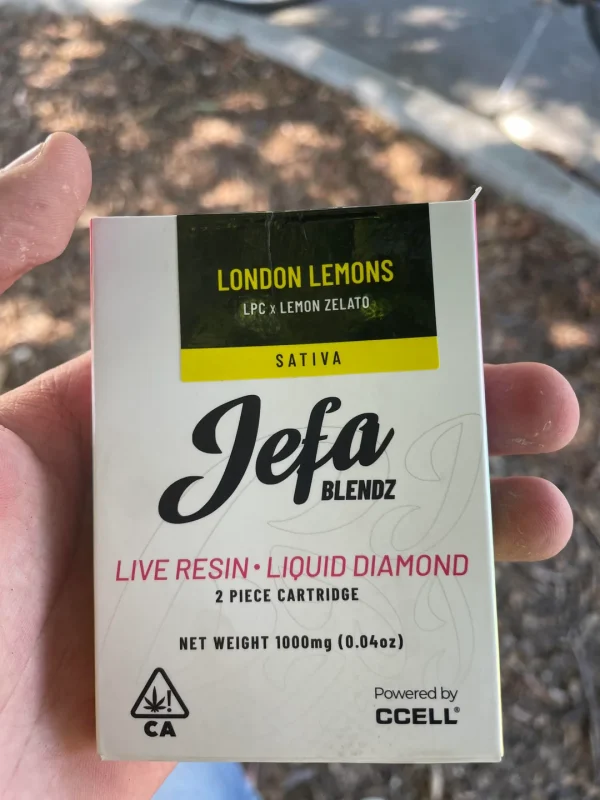 LONDON LEMONS
LPC x LEMON ZELATO
SATIVA
Jefa
BLENDZ
LIVE RESIN • LIQUID DIAMOND
2 PIECE CARTRIDGE
NET WEIGHT 1000mg (0.04oz)
!
CA
Powered by
CCELL®